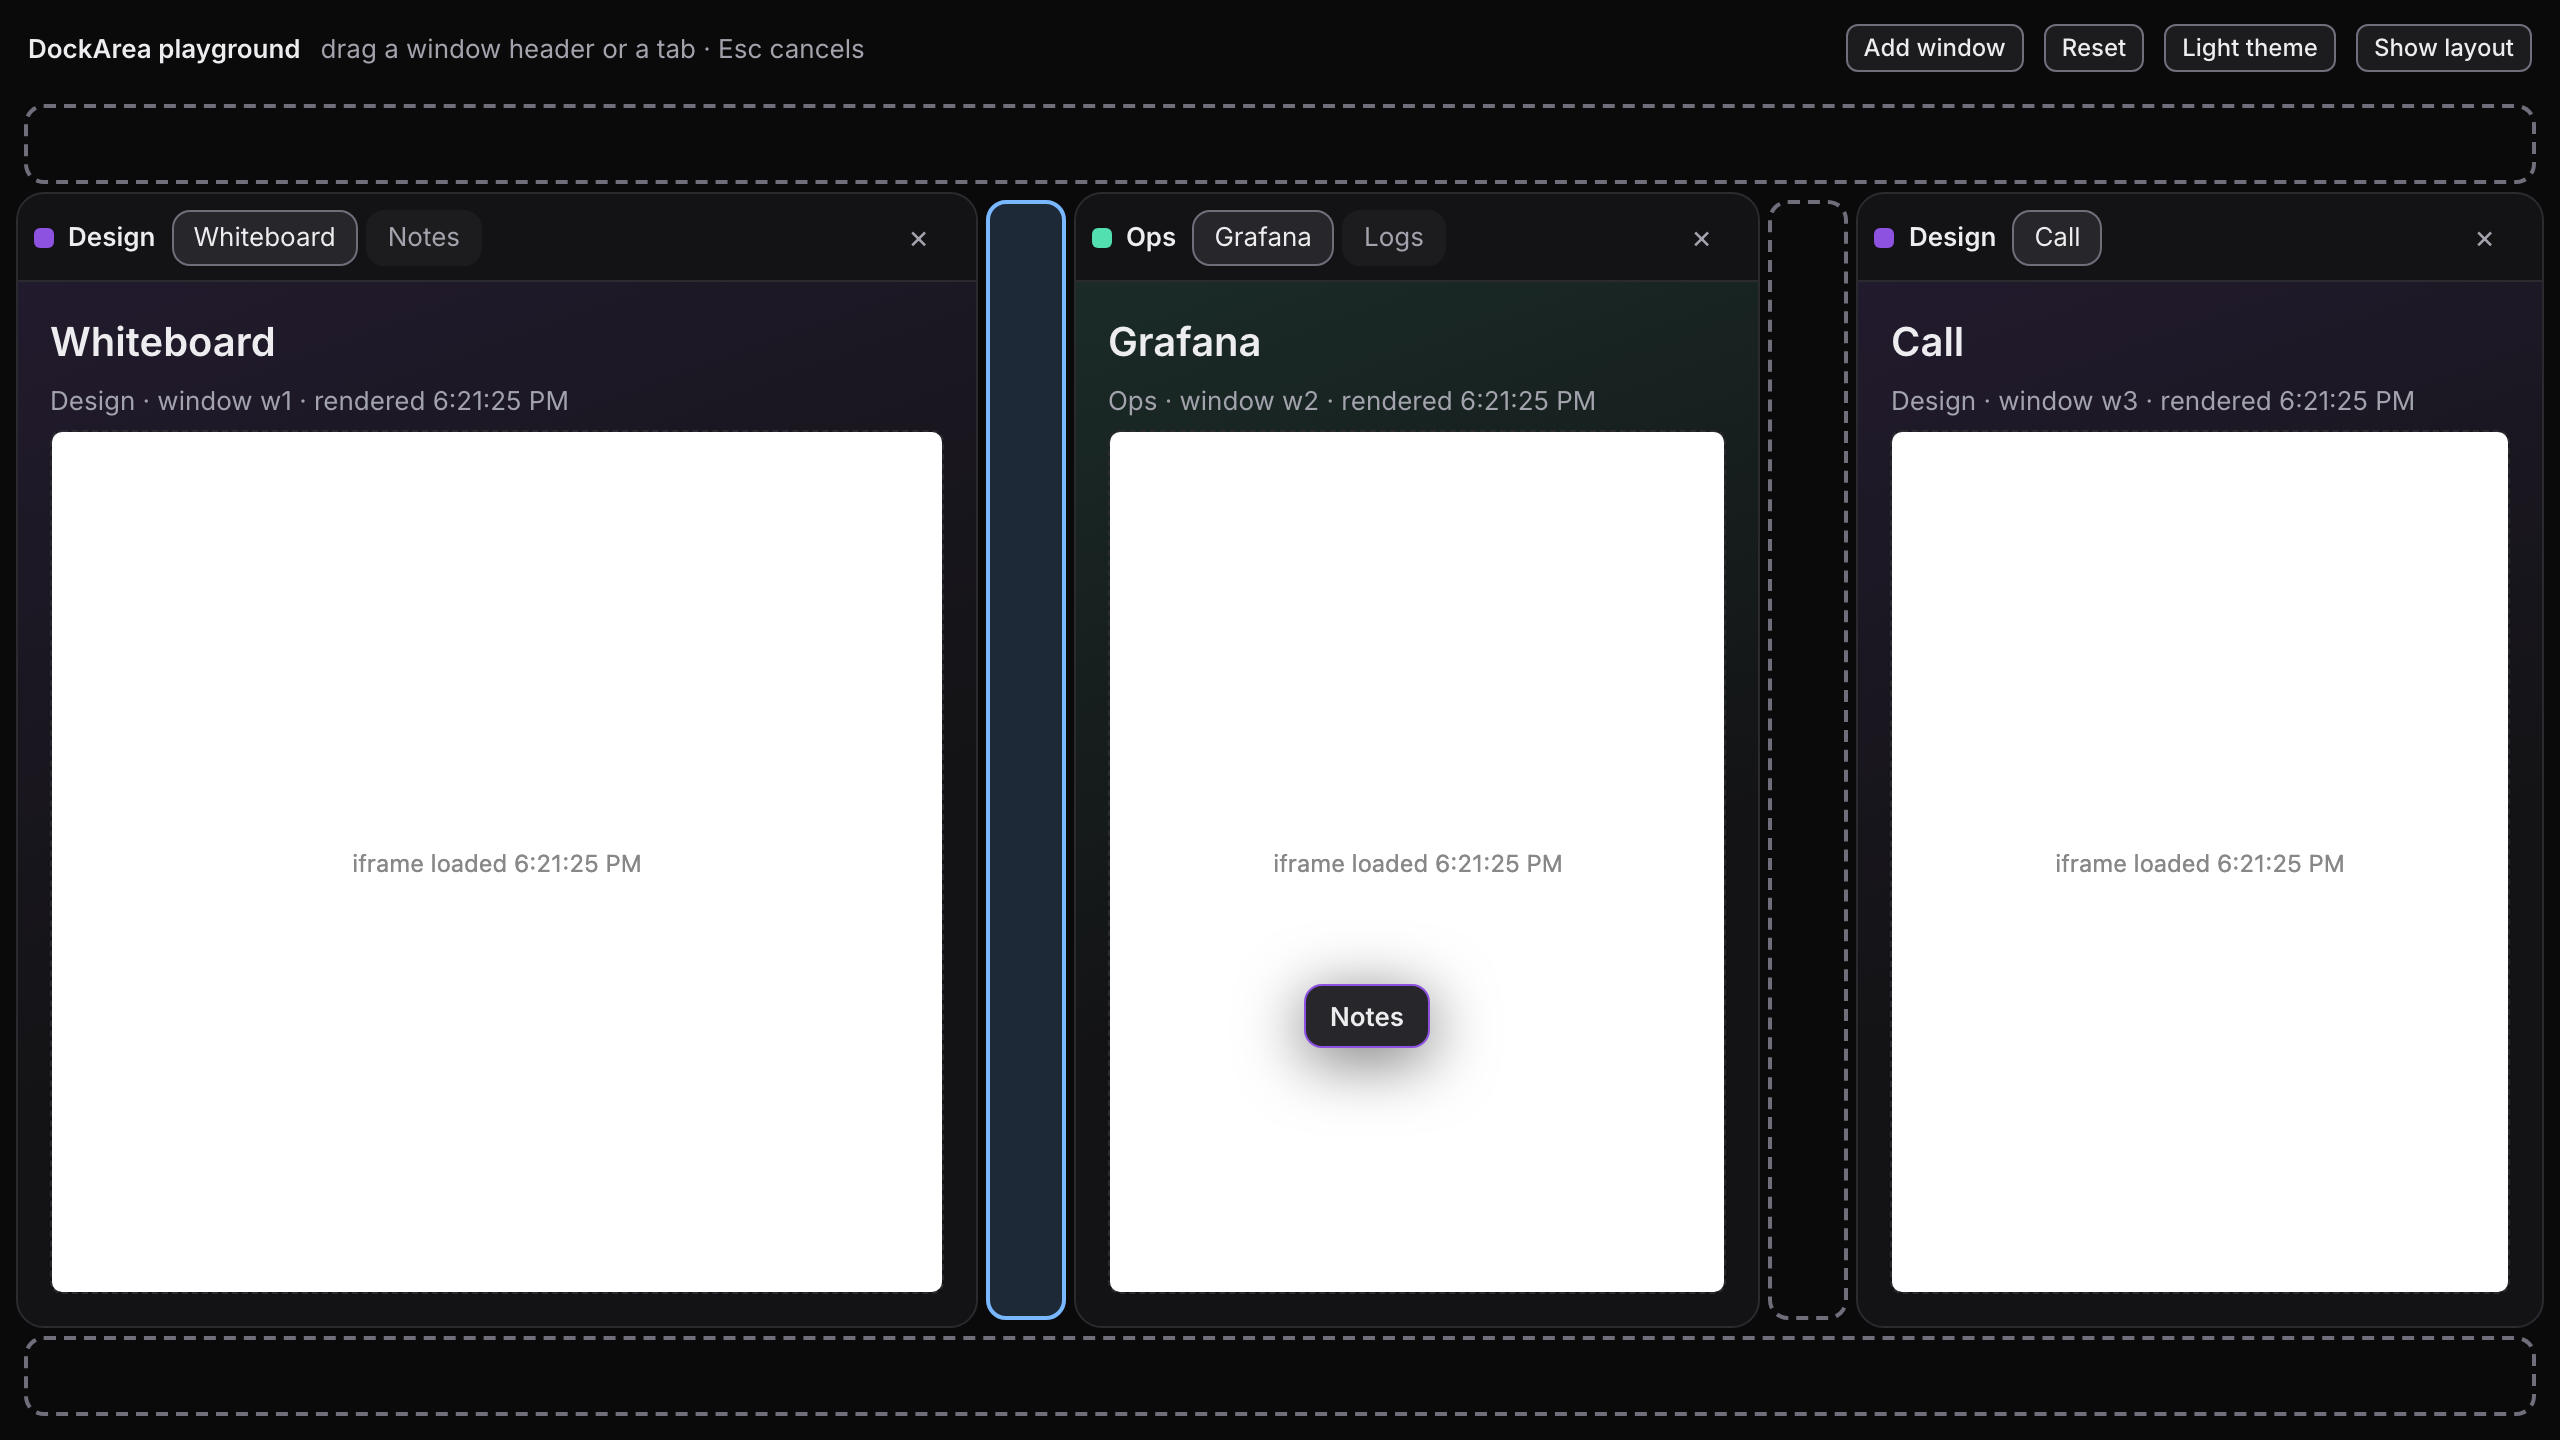 DockArea playground drag a window header or a tab · Esc cancels Add window Reset Light theme Show layout
Design Whiteboard Notes ×
Whiteboard
Design · window w1 · rendered 6:21:25 PM
iframe loaded 6:21:25 PM
Ops Grafana Logs ×
Grafana
Ops · window w2 · rendered 6:21:25 PM
iframe loaded 6:21:25 PM
Notes
Design Call ×
Call
Design · window w3 · rendered 6:21:25 PM
iframe loaded 6:21:25 PM